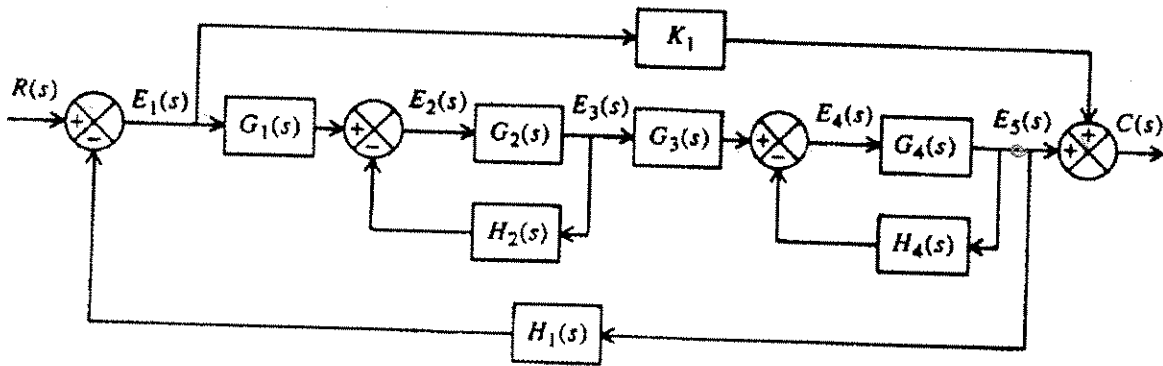 K₁
R(s) E₁(s) G₁(s) E₂(s) G₂(s) E₃(s) G₃(s) E₄(s) G₄(s) E₅(s) C(s)
+ − + − + − + +
H₂(s) H₄(s)
H₁(s)